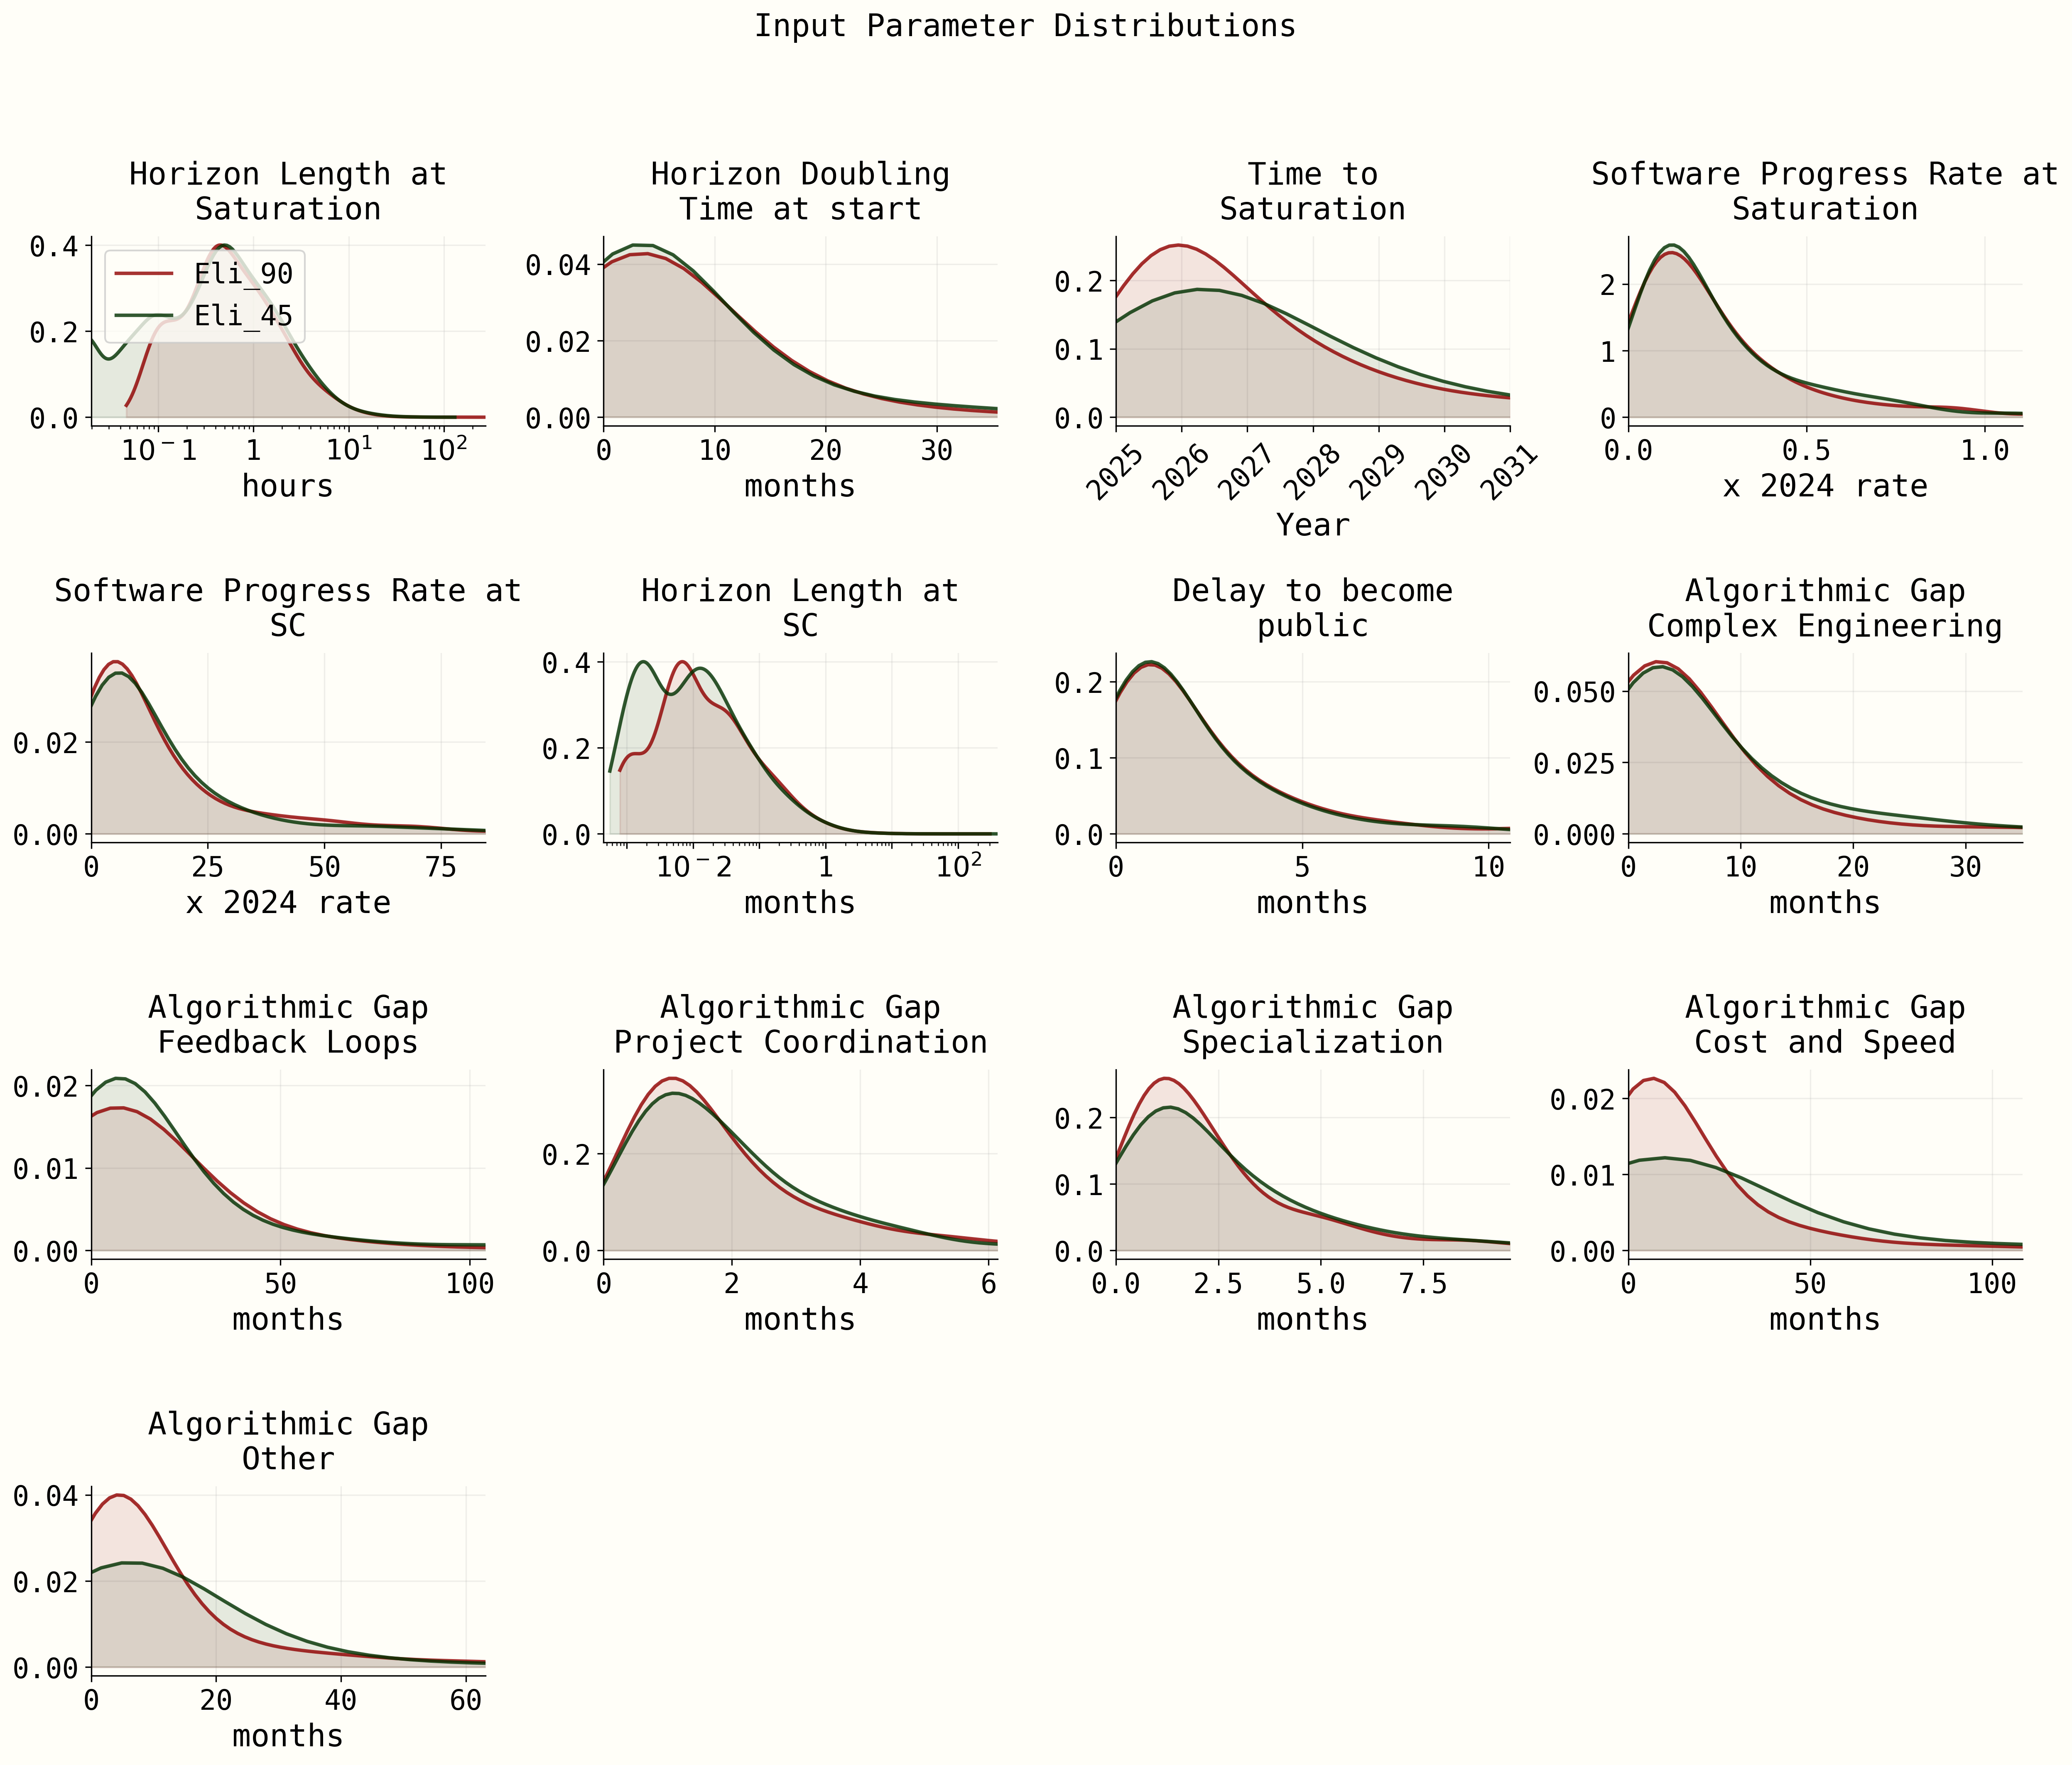 Input Parameter Distributions
Horizon Length at
Saturation
0.4
0.2
0.0
Eli_90
Eli_45
10⁻1 1 10¹ 10²
hours
Horizon Doubling
Time at start
0.04
0.02
0.00
0 10 20 30
months
Time to
Saturation
0.2
0.1
0.0
2025 2026 2027 2028 2029 2030 2031
Year
Software Progress Rate at
Saturation
2
1
0
0.0 0.5 1.0
x 2024 rate
Software Progress Rate at
SC
0.02
0.00
0 25 50 75
x 2024 rate
Horizon Length at
SC
0.4
0.2
0.0
10⁻2 1 10²
months
Delay to become
public
0.2
0.1
0.0
0 5 10
months
Algorithmic Gap
Complex Engineering
0.050
0.025
0.000
0 10 20 30
months
Algorithmic Gap
Feedback Loops
0.02
0.01
0.00
0 50 100
months
Algorithmic Gap
Project Coordination
0.2
0.0
0 2 4 6
months
Algorithmic Gap
Specialization
0.2
0.1
0.0
0.0 2.5 5.0 7.5
months
Algorithmic Gap
Cost and Speed
0.02
0.01
0.00
0 50 100
months
Algorithmic Gap
Other
0.04
0.02
0.00
0 20 40 60
months